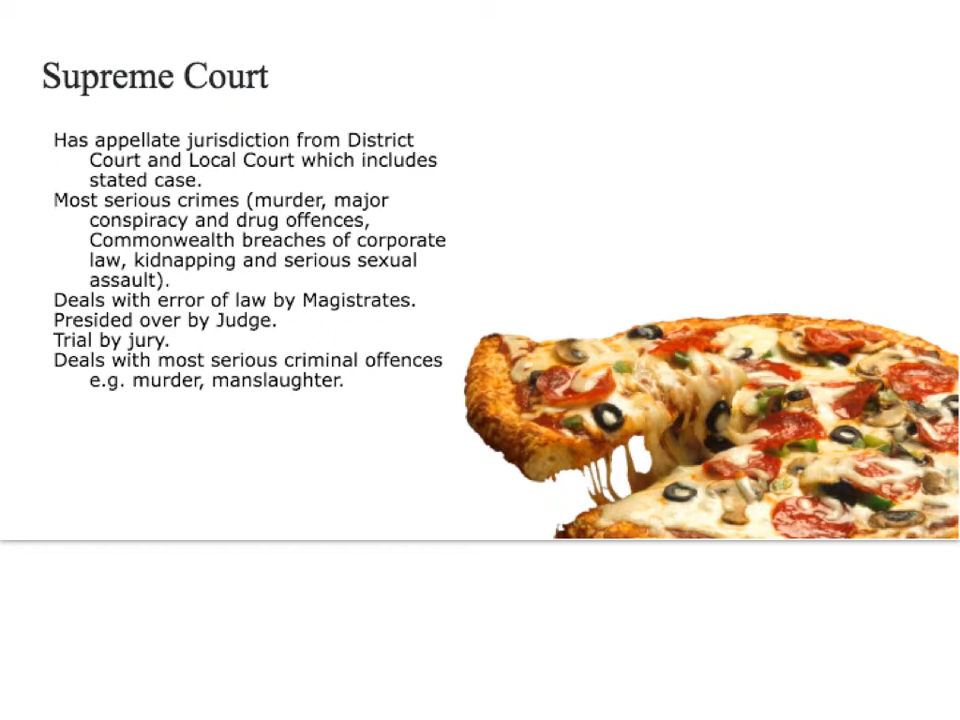 Supreme Court
Has appellate jurisdiction from District
Court and Local Court which includes
stated case.
Most serious crimes (murder, major
conspiracy and drug offences,
Commonwealth breaches of corporate
law, kidnapping and serious sexual
assault).
Deals with error of law by Magistrates.
Presided over by Judge.
Trial by jury.
Deals with most serious criminal offences
e.g. murder, manslaughter.